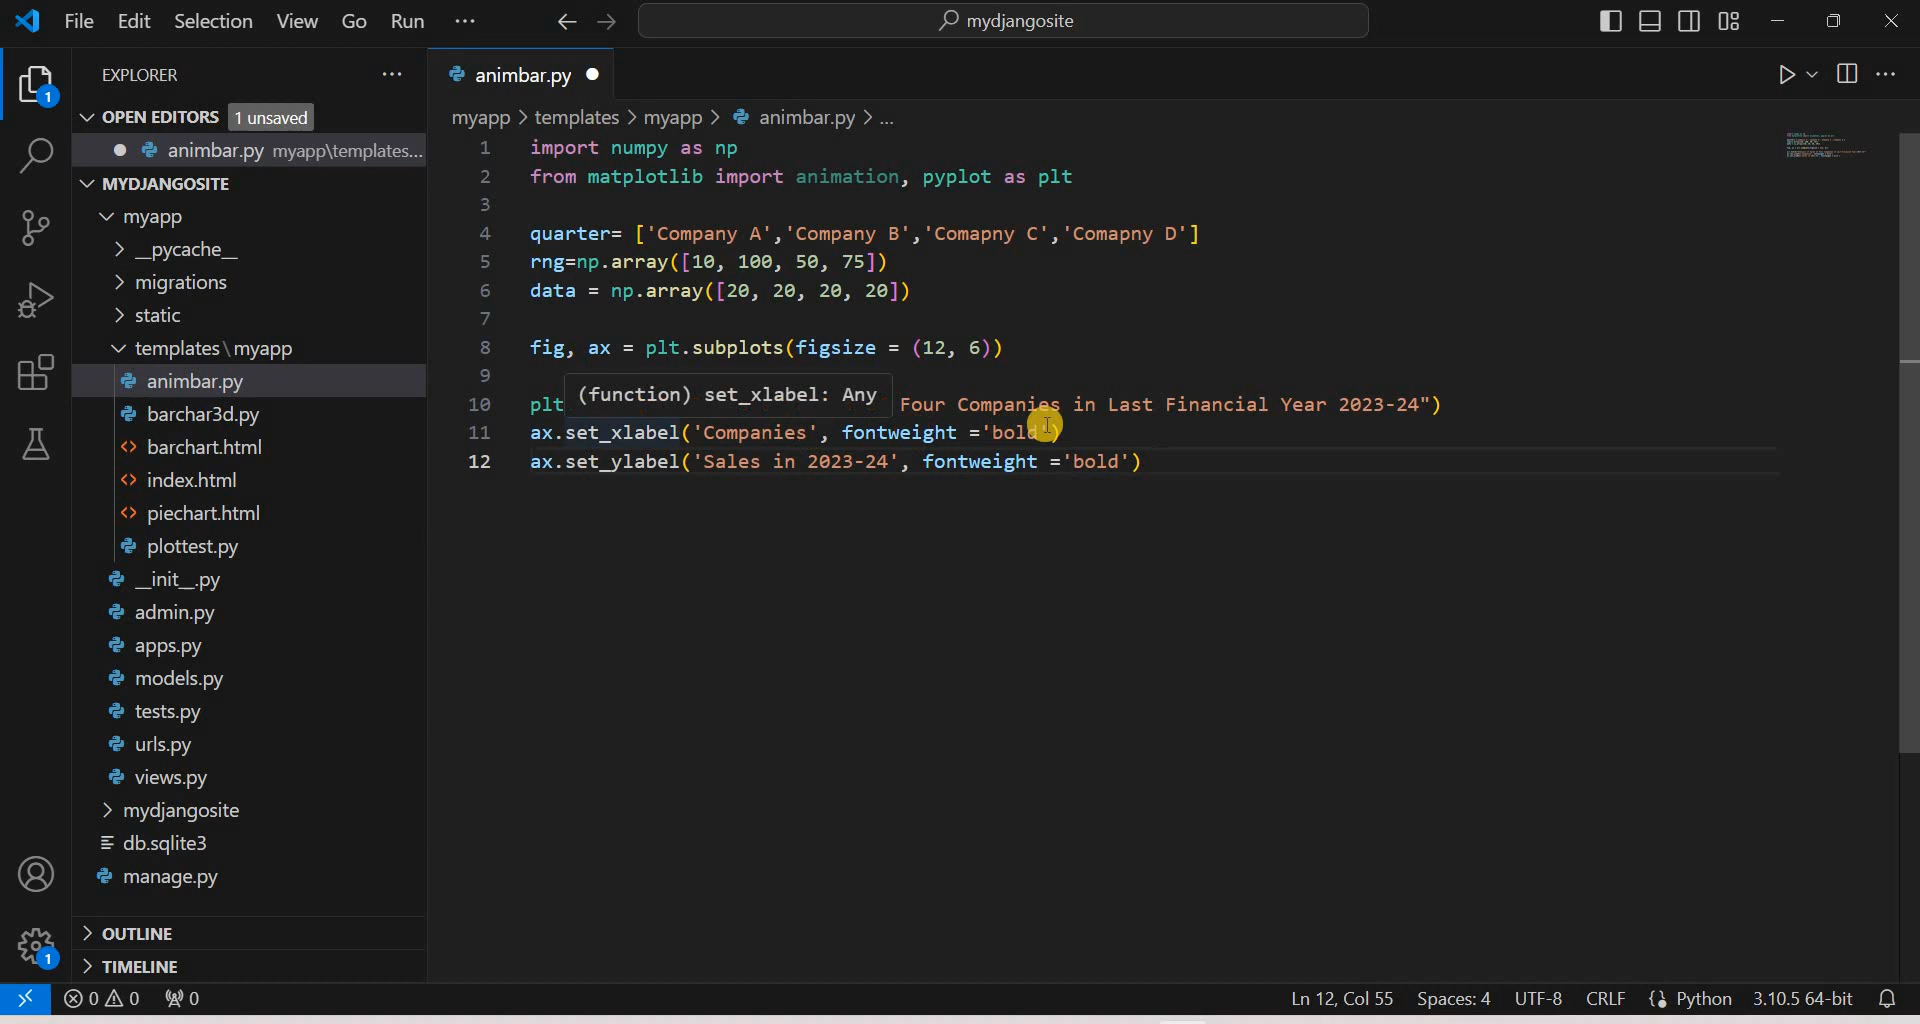 File Edit Selection View Go Run ··· ← → mydjangosite
EXPLORER ···
OPEN EDITORS 1 unsaved
animbar.py myapp\templates...
MYDJANGOSITE
myapp
__pycache__
migrations
static
templates\myapp
animbar.py
barchar3d.py
barchart.html
index.html
piechart.html
plottest.py
__init__.py
admin.py
apps.py
models.py
tests.py
urls.py
views.py
mydjangosite
db.sqlite3
manage.py
OUTLINE
TIMELINE
1
1
animbar.py
myapp > templates > myapp > animbar.py > ...
1 import numpy as np
2 from matplotlib import animation, pyplot as plt
3
4 quarter= ['Company A','Company B','Comapny C','Comapny D']
5 rng=np.array([10, 100, 50, 75])
6 data = np.array([20, 20, 20, 20])
7
8 fig, ax = plt.subplots(figsize = (12, 6))
9
(function) set_xlabel: Any
10 plt Four Companies in Last Financial Year 2023-24")
11 ax.set_xlabel('Companies', fontweight ='bold')
12 ax.set_ylabel('Sales in 2023-24', fontweight ='bold')
0 0 0 Ln 12, Col 55 Spaces: 4 UTF-8 CRLF Python 3.10.5 64-bit